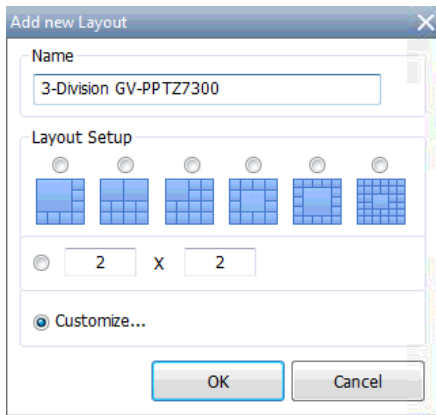 Add new Layout
Name
3-Division GV-PPTZ7300
Layout Setup
2 X 2
Customize...
OK Cancel